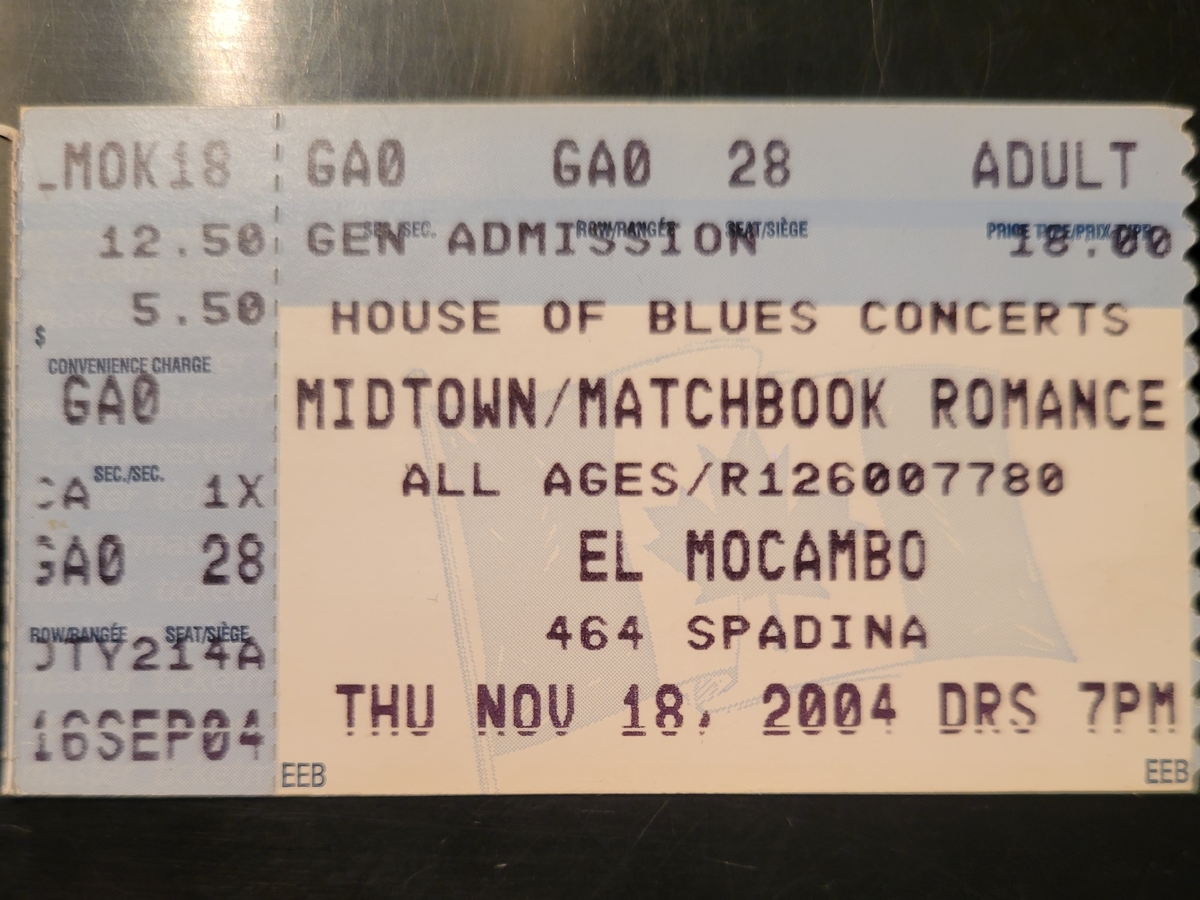 _MOK18
12.50
5.50
$
CONVENIENCE CHARGE
GA0
SEC./SEC.
CA 1X
GA0 28
ROW/RANGÉE SEAT/SIÈGE
JTY214A
16SEP04
GA0 GA0 28 ADULT
SEC./SEC. ROW/RANGÉE SEAT/SIÈGE PRICE TYPE/PRIX TYPE
GEN ADMISSION 18.00
HOUSE OF BLUES CONCERTS
MIDTOWN/MATCHBOOK ROMANCE
ALL AGES/R126007780
EL MOCAMBO
464 SPADINA
THU NOV 18, 2004 DRS 7PM
EEB EEB